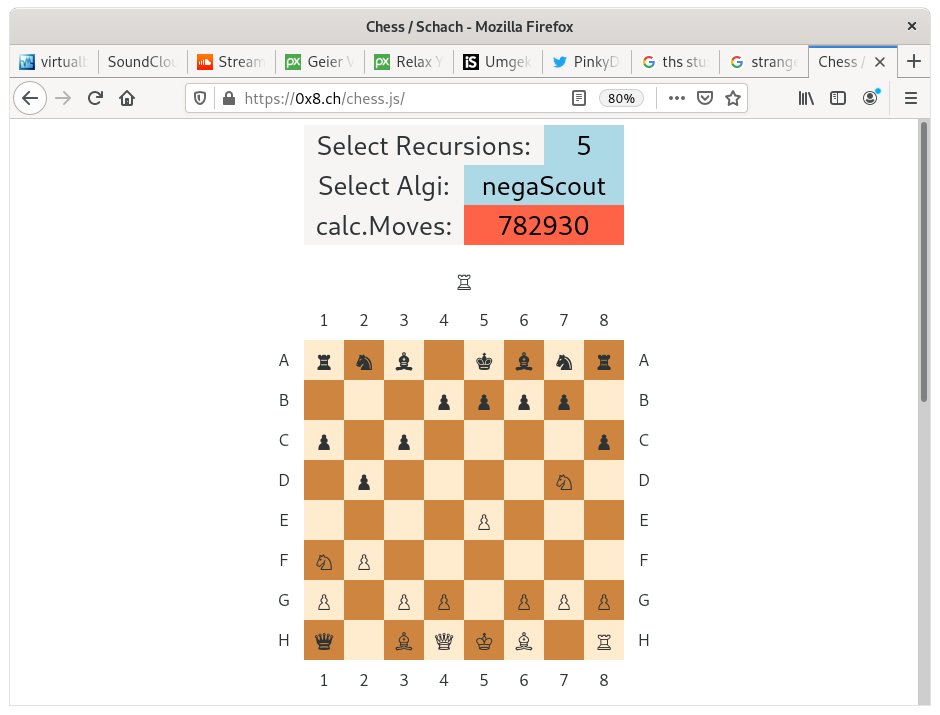 Chess / Schach - Mozilla Firefox
virtualb SoundClou Stream Geier V Relax Y Umgek PinkyD ths stu strange Chess /
https://0x8.ch/chess.js/ 80%
Select Recursions: 5
Select Algi: negaScout
calc.Moves: 782930
♖
1 2 3 4 5 6 7 8
A ♜ ♞ ♝ ♚ ♝ ♞ ♜ A
B ♟ ♟ ♟ ♟ B
C ♟ ♟ ♟ C
D ♟ ♘ D
E ♙ E
F ♘ ♙ F
G ♙ ♙ ♙ ♙ ♙ ♙ G
H ♛ ♗ ♕ ♔ ♗ ♖ H
1 2 3 4 5 6 7 8